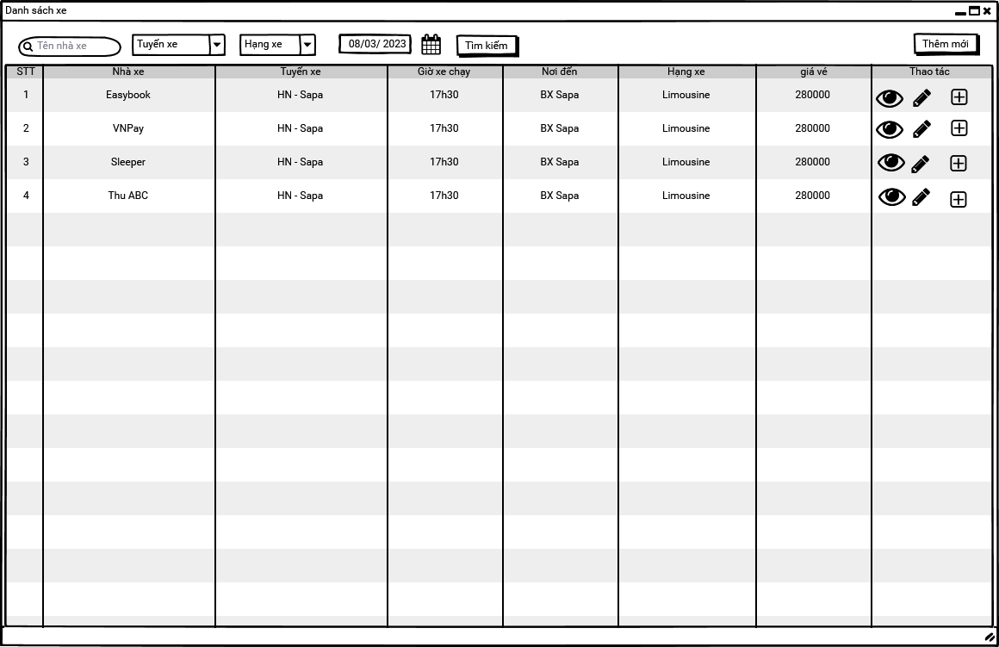 Danh sách xe
Tên nhà xe Tuyến xe Hạng xe 08/03/ 2023 Tìm kiếm Thêm mới
STT Nhà xe Tuyến xe Giờ xe chạy Nơi đến Hạng xe giá vé Thao tác
1 Easybook HN - Sapa 17h30 BX Sapa Limousine 280000
2 VNPay HN - Sapa 17h30 BX Sapa Limousine 280000
3 Sleeper HN - Sapa 17h30 BX Sapa Limousine 280000
4 Thu ABC HN - Sapa 17h30 BX Sapa Limousine 280000